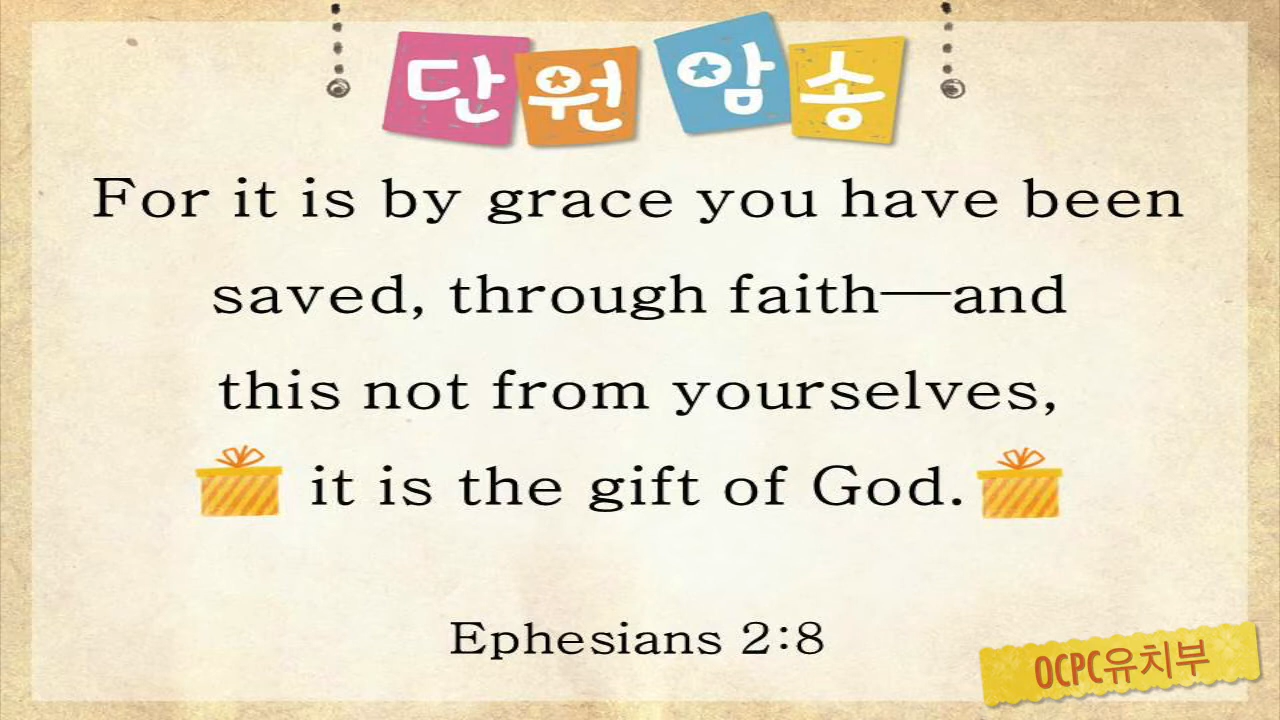 단원 암송
For it is by grace you have been
saved, through faith—and
this not from yourselves,
it is the gift of God.
Ephesians 2:8
OCPC유치부